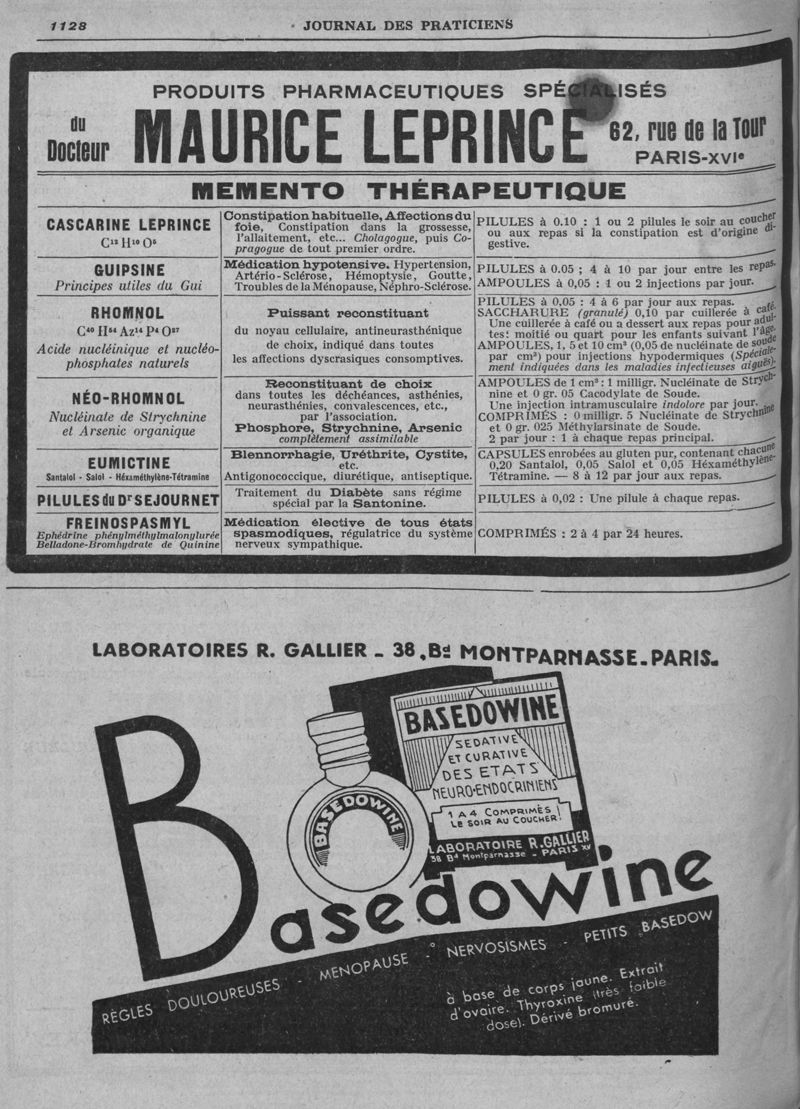 1128
JOURNAL DES PRATICIENS
PRODUITS PHARMACEUTIQUES SPÉCIALISÉS
du
Docteur
MAURICE LEPRINCE
62, rue de la Tour
PARIS-XVIe
MEMENTO THÉRAPEUTIQUE
CASCARINE LEPRINCE
C¹² H¹⁰ O⁵
Constipation habituelle, Affections du
foie, Constipation dans la grossesse,
l'allaitement, etc... Cholagogue, puis Co-
pragogue de tout premier ordre.
PILULES à 0.10 : 1 ou 2 pilules le soir au coucher
ou aux repas si la constipation est d'origine di-
gestive.
GUIPSINE
Principes utiles du Gui
Médication hypotensive. Hypertension,
Artério-Sclérose, Hémoptysie, Goutte,
Troubles de la Ménopause, Néphro-Sclérose.
PILULES à 0.05 ; 4 à 10 par jour entre les repas.
AMPOULES à 0,05 : 1 ou 2 injections par jour.
RHOMNOL
C⁴⁰ H⁵⁴ Az¹⁴ P⁴ O²⁷
Acide nucléinique et nucléo-
phosphates naturels
Puissant reconstituant
du noyau cellulaire, antineurasthénique
de choix, indiqué dans toutes
les affections dyscrasiques consomptives.
PILULES à 0,05 : 4 à 6 par jour aux repas.
SACCHARURE (granulé) 0,10 par cuillerée à café.
Une cuillerée à café ou a dessert aux repas pour adul-
tes: moitié ou quart pour les enfants suivant l'âge.
AMPOULES, 1, 5 et 10 cm³ (0,05 de nucléinate de soude
par cm³) pour injections hypodermiques (Spéciale-
ment indiquées dans les maladies infectieuses aiguës).
NÉO-RHOMNOL
Nucléinate de Strychnine
et Arsenic organique
Reconstituant de choix
dans toutes les déchéances, asthénies,
neurasthénies, convalescences, etc.,
par l'association.
Phosphore, Strychnine, Arsenic
complètement assimilable
AMPOULES de 1 cm³ : 1 milligr. Nucléinate de Strych-
nine et 0 gr. 05 Cacodylate de Soude.
Une injection intramusculaire indolore par jour.
COMPRIMÉS : 0 milligr. 5 Nucléinate de Strychnine
et 0 gr. 025 Méthylarsinate de Soude.
2 par jour : 1 à chaque repas principal.
EUMICTINE
Santalol - Salol - Héxaméthylène-Tétramine
Blennorrhagie, Uréthrite, Cystite,
etc.
Antigonococcique, diurétique, antiseptique.
CAPSULES enrobées au gluten pur, contenant chacune
0,20 Santalol, 0,05 Salol et 0,05 Héxaméthylène-
Tétramine. — 8 à 12 par jour aux repas.
PILULES du Dr SEJOURNET
Traitement du Diabète sans régime
spécial par la Santonine.
PILULES à 0,02 : Une pilule à chaque repas.
FREINOSPASMYL
Ephédrine phénylméthylmalonylurée
Belladone-Bromhydrate de Quinine
Médication élective de tous états
spasmodiques, régulatrice du système
nerveux sympathique.
COMPRIMÉS : 2 à 4 par 24 heures.
LABORATOIRES R. GALLIER - 38, Bd MONTPARNASSE - PARIS.
BASEDOWINE
SEDATIVE
ET CURATIVE
DES ETATS
NEURO-ENDOCRINIENS
1 A 4 COMPRIMÉS
LE SOIR AU COUCHER
LABORATOIRE R. GALLIER
38 Bd Montparnasse - PARIS XV
BASEDOWINE
Basedowine
RÈGLES DOULOUREUSES - MENOPAUSE - NERVOSISMES - PETITS BASEDOW
à base de corps jaune. Extrait
d'ovaire. Thyroxine (très faible
dose). Dérivé bromuré.